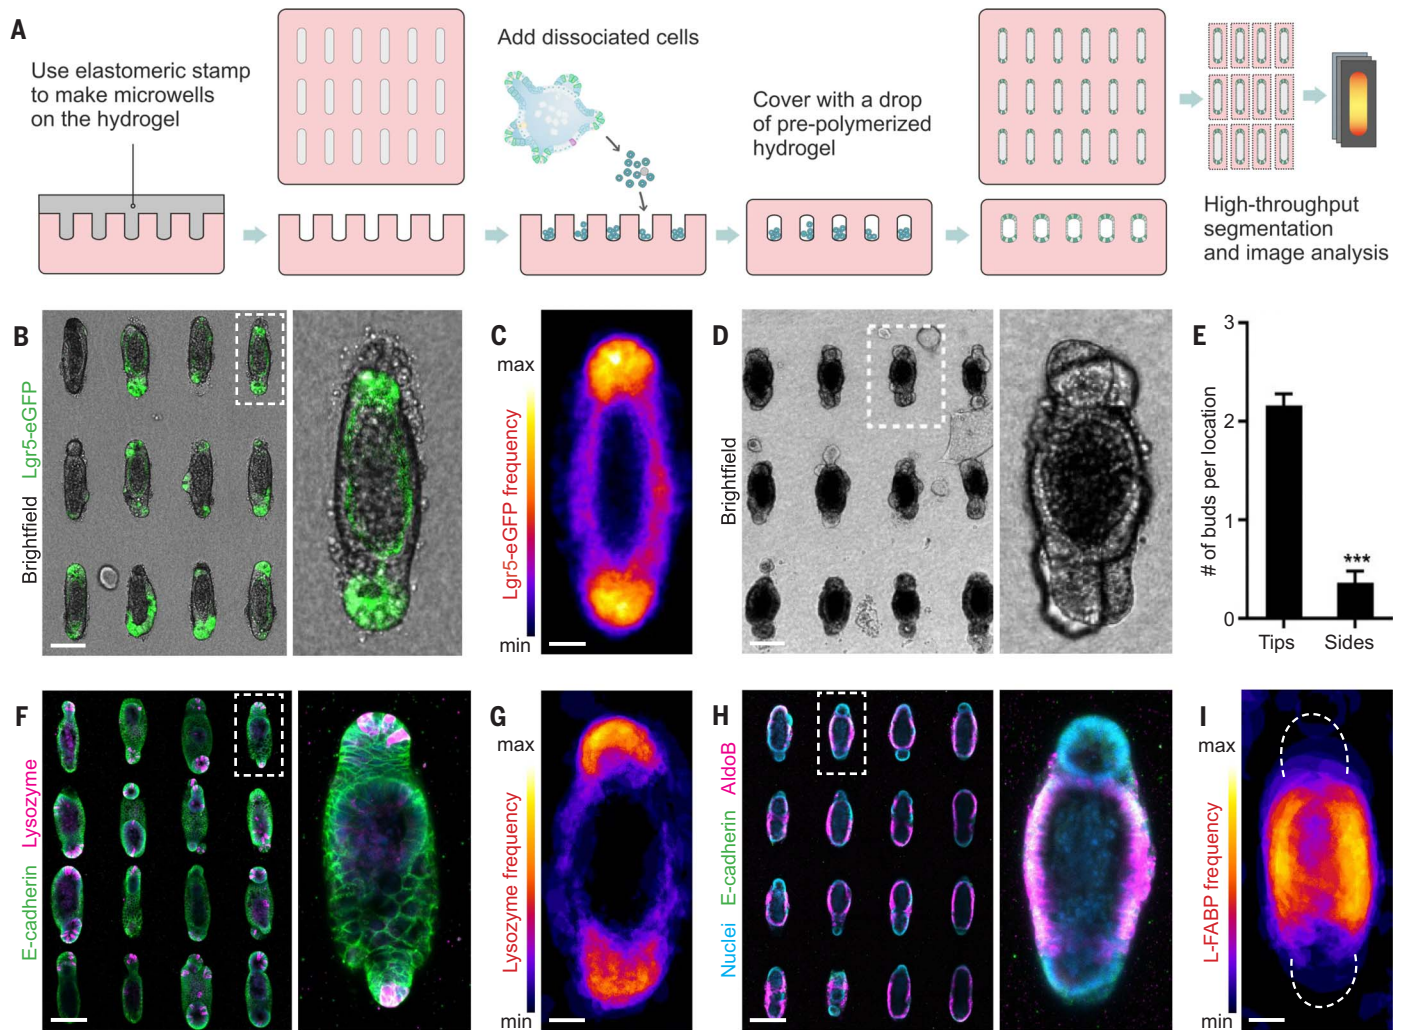 A
Use elastomeric stamp
to make microwells
on the hydrogel
Add dissociated cells
Cover with a drop
of pre-polymerized
hydrogel
High-throughput
segmentation
and image analysis
B
Brightfield Lgr5-eGFP
C
max
Lgr5-eGFP frequency
min
D
Brightfield
E
# of buds per location
3
2
1
0
***
Tips
Sides
F
E-cadherin Lysozyme
G
max
Lysozyme frequency
min
H
Nuclei E-cadherin AldoB
I
max
L-FABP frequency
min